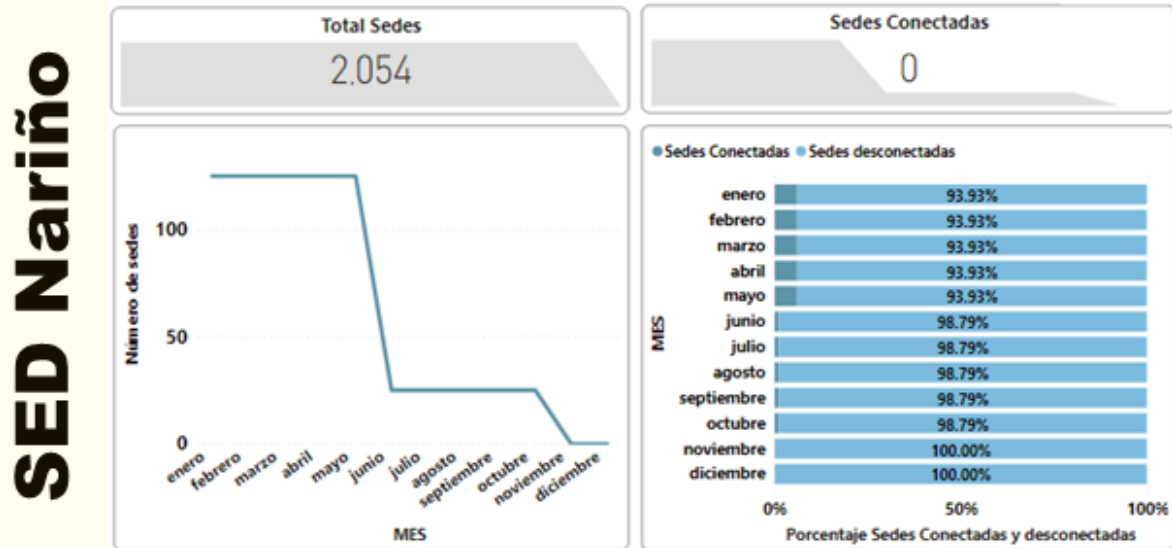 SED Nariño
Total Sedes
2,054
Sedes Conectadas
0
Número de sedes
100
50
0
enero
febrero
marzo
abril
mayo
junio
julio
agosto
septiembre
octubre
noviembre
diciembre
MES
Sedes Conectadas Sedes desconectadas
MES
enero 93.93%
febrero 93.93%
marzo 93.93%
abril 93.93%
mayo 93.93%
junio 98.79%
julio 98.79%
agosto 98.79%
septiembre 98.79%
octubre 98.79%
noviembre 100.00%
diciembre 100.00%
0% 50% 100%
Porcentaje Sedes Conectadas y desconectadas